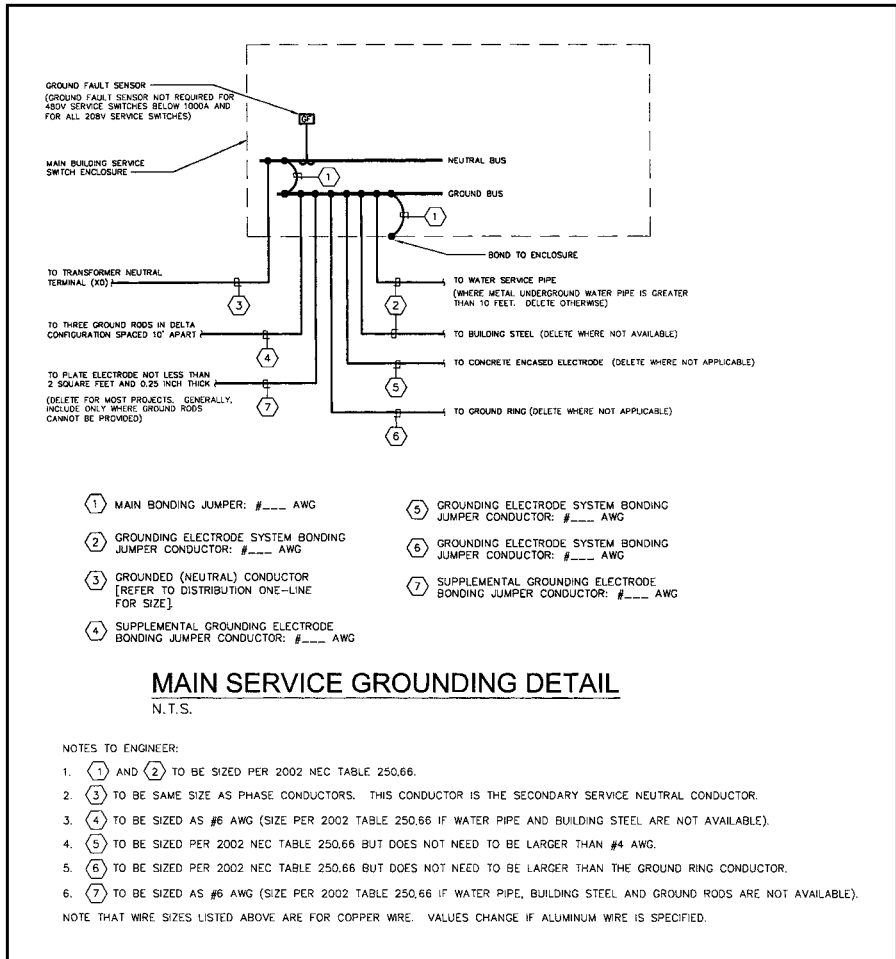 GROUND FAULT SENSOR
(GROUND FAULT SENSOR NOT REQUIRED FOR
480V SERVICE SWITCHES BELOW 1000A AND
FOR ALL 208V SERVICE SWITCHES)
GF
MAIN BUILDING SERVICE
SWITCH ENCLOSURE
NEUTRAL BUS
1
GROUND BUS
1
BOND TO ENCLOSURE
TO TRANSFORMER NEUTRAL
TERMINAL (XO)
3
TO WATER SERVICE PIPE
(WHERE METAL UNDERGROUND WATER PIPE IS GREATER
THAN 10 FEET. DELETE OTHERWISE)
2
TO THREE GROUND RODS IN DELTA
CONFIGURATION SPACED 10' APART
4
TO BUILDING STEEL (DELETE WHERE NOT AVAILABLE)
TO CONCRETE ENCASED ELECTRODE (DELETE WHERE NOT APPLICABLE)
5
TO PLATE ELECTRODE NOT LESS THAN
2 SQUARE FEET AND 0.25 INCH THICK
(DELETE FOR MOST PROJECTS. GENERALLY,
INCLUDE ONLY WHERE GROUND RODS
CANNOT BE PROVIDED)
7
TO GROUND RING (DELETE WHERE NOT APPLICABLE)
6
1 MAIN BONDING JUMPER: #___ AWG
2 GROUNDING ELECTRODE SYSTEM BONDING
JUMPER CONDUCTOR: #___ AWG
3 GROUNDED (NEUTRAL) CONDUCTOR
[REFER TO DISTRIBUTION ONE-LINE
FOR SIZE].
4 SUPPLEMENTAL GROUNDING ELECTRODE
BONDING JUMPER CONDUCTOR: #___ AWG
5 GROUNDING ELECTRODE SYSTEM BONDING
JUMPER CONDUCTOR: #___ AWG
6 GROUNDING ELECTRODE SYSTEM BONDING
JUMPER CONDUCTOR: #___ AWG
7 SUPPLEMENTAL GROUNDING ELECTRODE
BONDING JUMPER CONDUCTOR: #___ AWG
MAIN SERVICE GROUNDING DETAIL
N.T.S.
NOTES TO ENGINEER:
1. 1 AND 2 TO BE SIZED PER 2002 NEC TABLE 250.66.
2. 3 TO BE SAME SIZE AS PHASE CONDUCTORS. THIS CONDUCTOR IS THE SECONDARY SERVICE NEUTRAL CONDUCTOR.
3. 4 TO BE SIZED AS #6 AWG (SIZE PER 2002 TABLE 250.66 IF WATER PIPE AND BUILDING STEEL ARE NOT AVAILABLE).
4. 5 TO BE SIZED PER 2002 NEC TABLE 250.66 BUT DOES NOT NEED TO BE LARGER THAN #4 AWG.
5. 6 TO BE SIZED PER 2002 NEC TABLE 250.66 BUT DOES NOT NEED TO BE LARGER THAN THE GROUND RING CONDUCTOR.
6. 7 TO BE SIZED AS #6 AWG (SIZE PER 2002 TABLE 250.66 IF WATER PIPE, BUILDING STEEL AND GROUND RODS ARE NOT AVAILABLE).
NOTE THAT WIRE SIZES LISTED ABOVE ARE FOR COPPER WIRE. VALUES CHANGE IF ALUMINUM WIRE IS SPECIFIED.